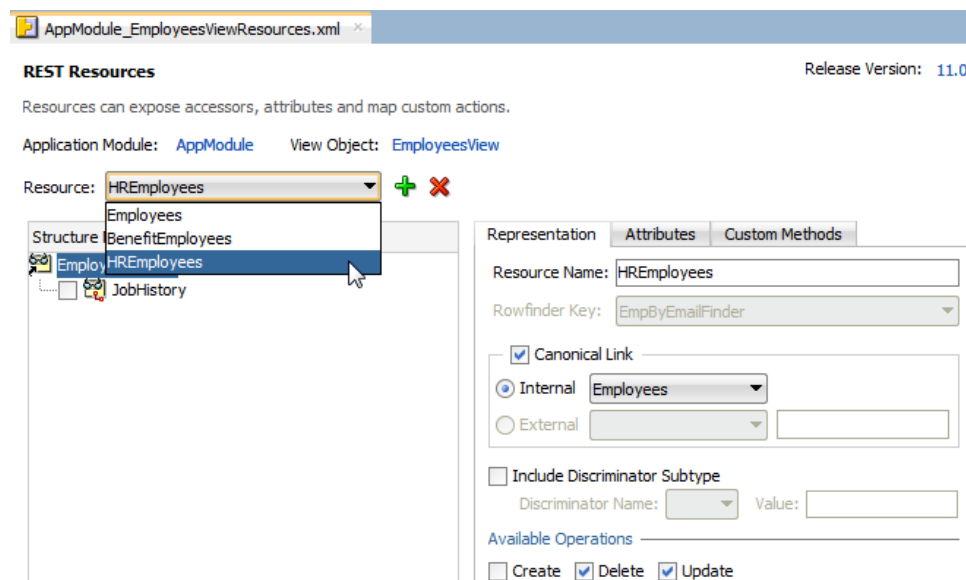 AppModule_EmployeesViewResources.xml
REST Resources
Release Version: 11.0
Resources can expose accessors, attributes and map custom actions.
Application Module: AppModule View Object: EmployeesView
Resource: HREmployees
Employees
BenefitEmployees
HREmployees
Structure
Employ
JobHistory
Representation Attributes Custom Methods
Resource Name: HREmployees
Rowfinder Key: EmpByEmailFinder
Canonical Link
Internal Employees
External
Include Discriminator Subtype
Discriminator Name: Value:
Available Operations
Create Delete Update